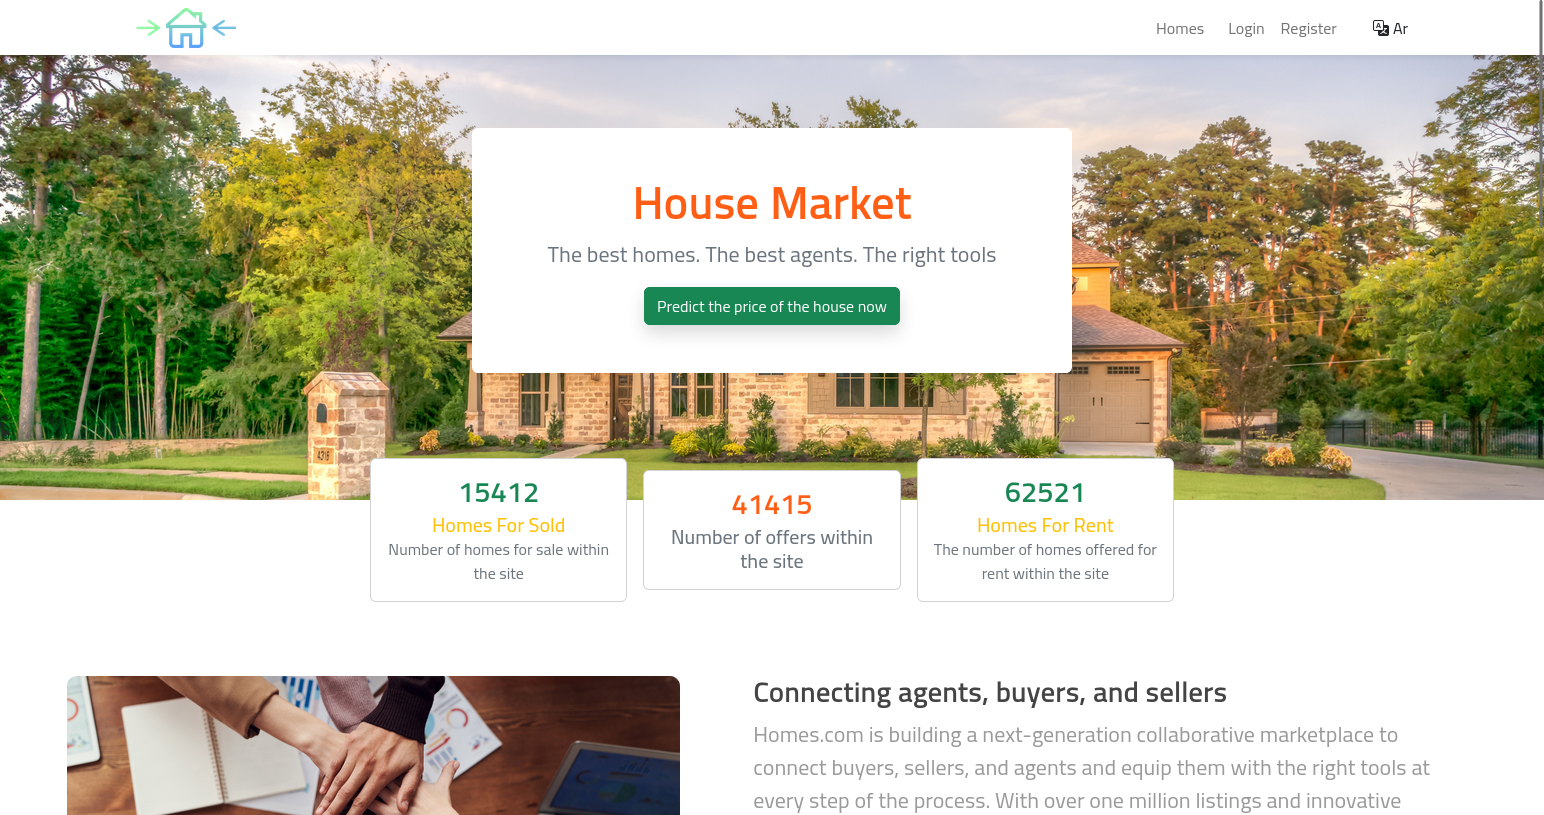 Homes Login Register Ar
House Market
The best homes. The best agents. The right tools
Predict the price of the house now
4316
15412
Homes For Sold
Number of homes for sale within
the site
41415
Number of offers within
the site
62521
Homes For Rent
The number of homes offered for
rent within the site
Connecting agents, buyers, and sellers
Homes.com is building a next-generation collaborative marketplace to
connect buyers, sellers, and agents and equip them with the right tools at
every step of the process. With over one million listings and innovative